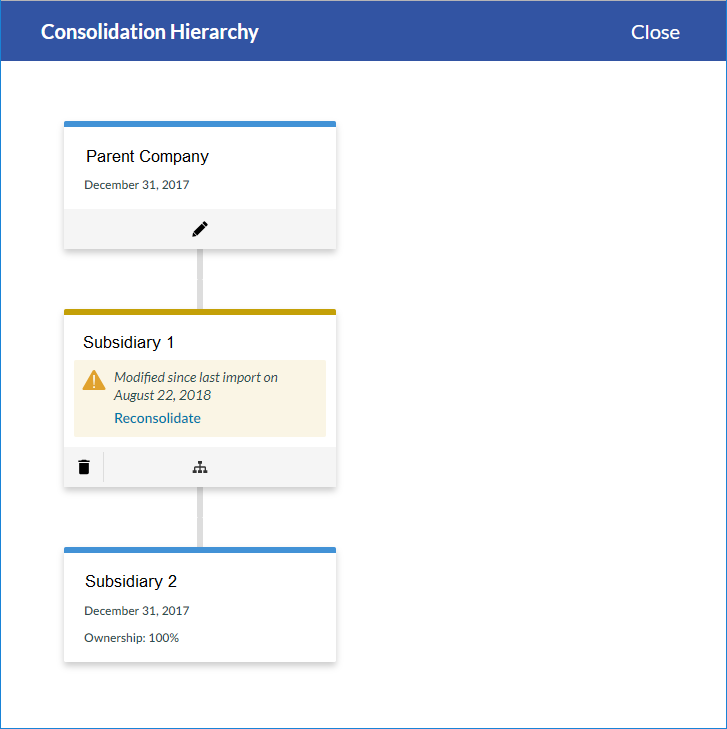 Consolidation Hierarchy
Close
Parent Company
December 31, 2017
Subsidiary 1
Modified since last import on
August 22, 2018
Reconsolidate
Subsidiary 2
December 31, 2017
Ownership: 100%